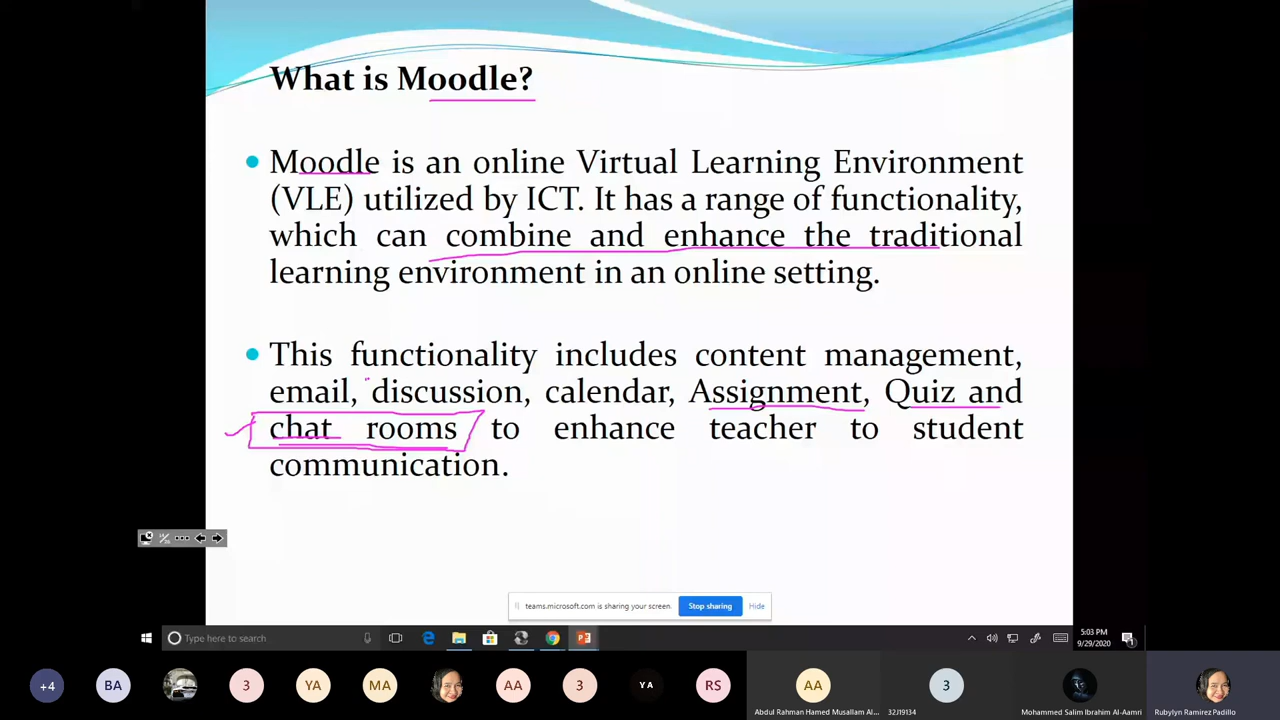 What is Moodle?
Moodle is an online Virtual Learning Environment
(VLE) utilized by ICT. It has a range of functionality,
which can combine and enhance the traditional
learning environment in an online setting.
This functionality includes content management,
email, discussion, calendar, Assignment, Quiz and
chat rooms to enhance teacher to student
communication.
teams.microsoft.com is sharing your screen.
Stop sharing
Hide
Type here to search
5:03 PM
9/29/2020
+4
BA
3
YA
MA
AA
3
YA
RS
AA
3
Abdul Rahman Hamed Musallam Al...
32J19134
Mohammed Salim Ibrahim Al-Aamri
Rubylyn Ramirez Padillo